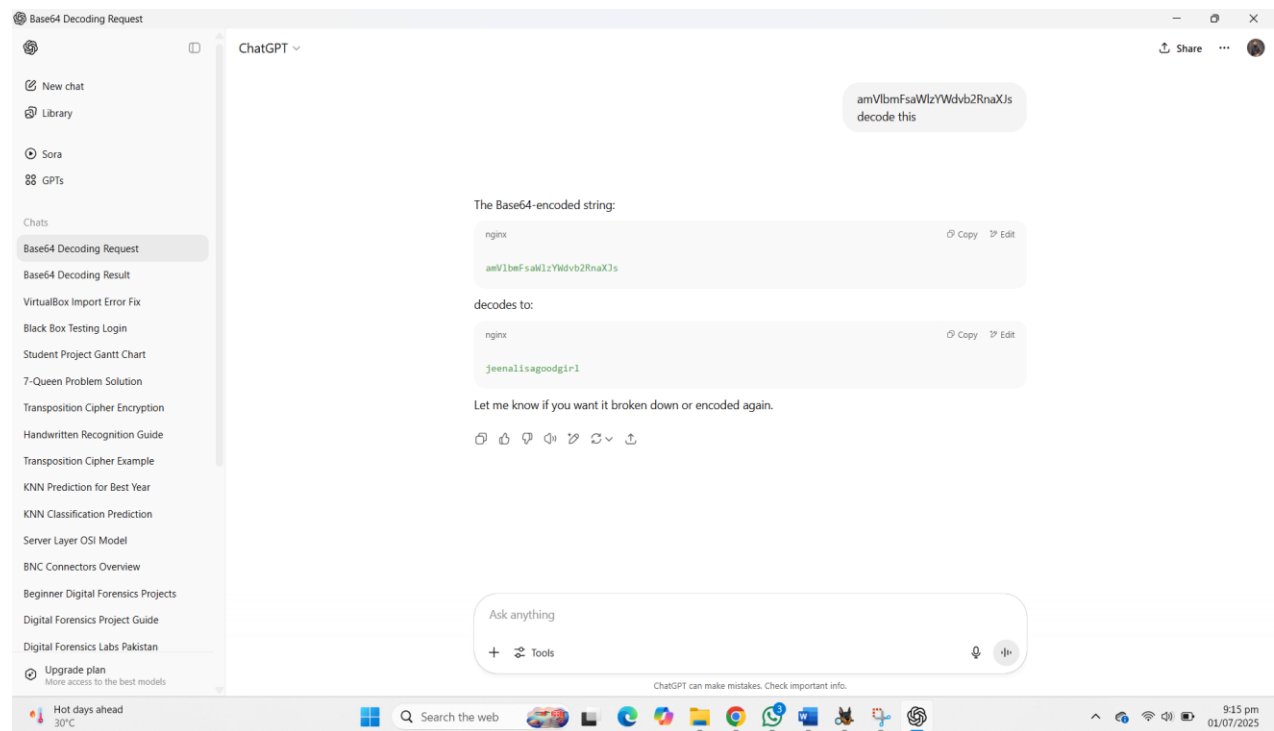 Base64 Decoding Request
ChatGPT
Share
New chat
Library
Sora
GPTs
Chats
Base64 Decoding Request
Base64 Decoding Result
VirtualBox Import Error Fix
Black Box Testing Login
Student Project Gantt Chart
7-Queen Problem Solution
Transposition Cipher Encryption
Handwritten Recognition Guide
Transposition Cipher Example
KNN Prediction for Best Year
KNN Classification Prediction
Server Layer OSI Model
BNC Connectors Overview
Beginner Digital Forensics Projects
Digital Forensics Project Guide
Digital Forensics Labs Pakistan
Upgrade plan
More access to the best models
amVlbmFsaWlzYWdvb2RnaXJs
decode this
The Base64-encoded string:
nginx Copy Edit
amVlbmFsaWlzYWdvb2RnaXJs
decodes to:
nginx Copy Edit
jeenalisagoodgirl
Let me know if you want it broken down or encoded again.
Ask anything
Tools
ChatGPT can make mistakes. Check important info.
Hot days ahead
30°C
Search the web
3
9:15 pm
01/07/2025